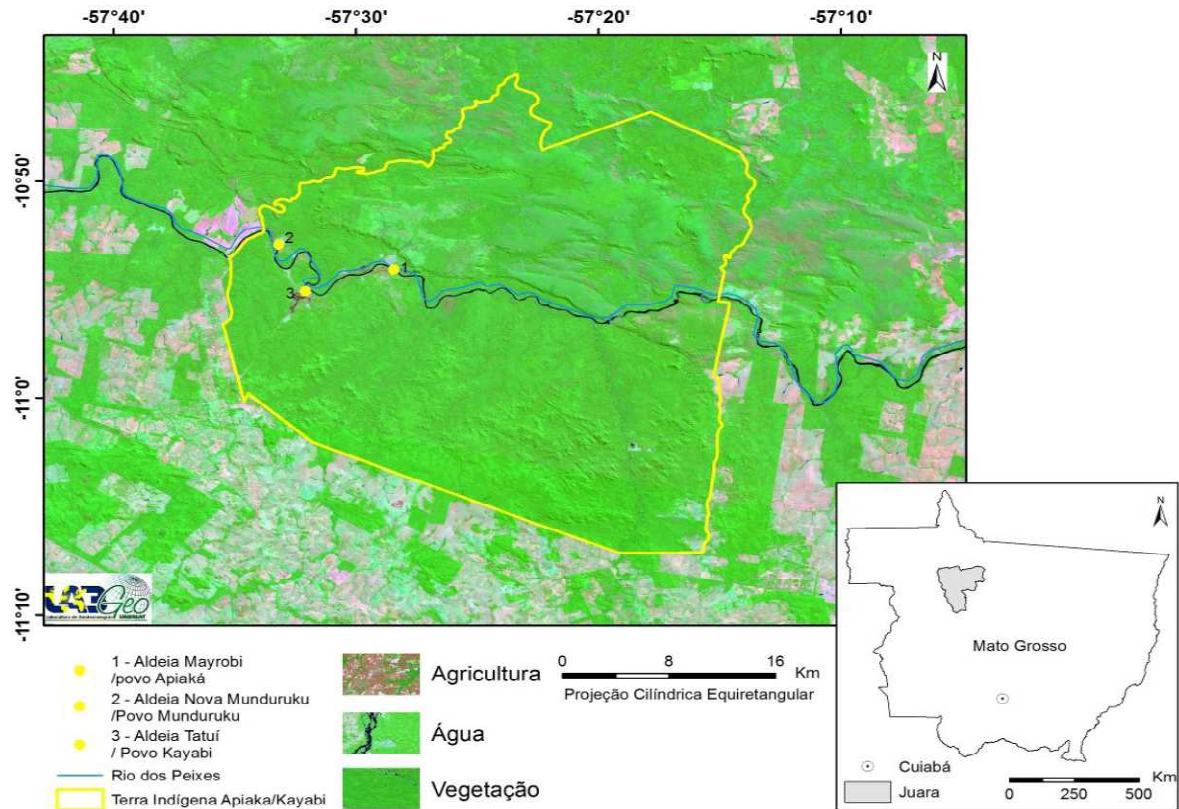 -57°40'
-57°30'
-57°20'
-57°10'
N
-10°50'
-11°0'
-11°10'
2
1
3
Geo
UNEMAT
1 - Aldeia Mayrobi
/povo Apiaká
2 - Aldeia Nova Munduruku
/Povo Munduruku
3 - Aldeia Tatuí
/ Povo Kayabi
Rio dos Peixes
Terra Indígena Apiaka/Kayabi
Agricultura
Água
Vegetação
0 8 16 Km
Projeção Cilíndrica Equiretangular
N
Mato Grosso
Cuiabá
Juara
0 250 500
Km